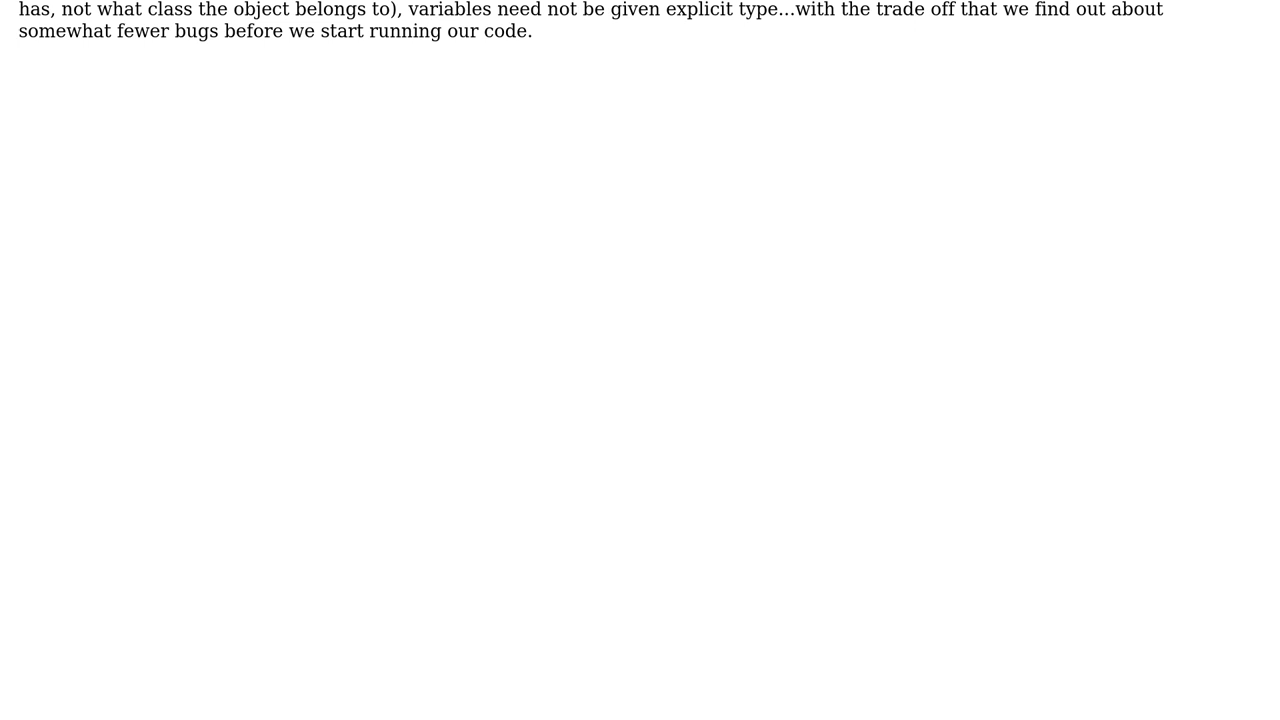 has, not what class the object belongs to), variables need not be given explicit type...with the trade off that we find out about
somewhat fewer bugs before we start running our code.